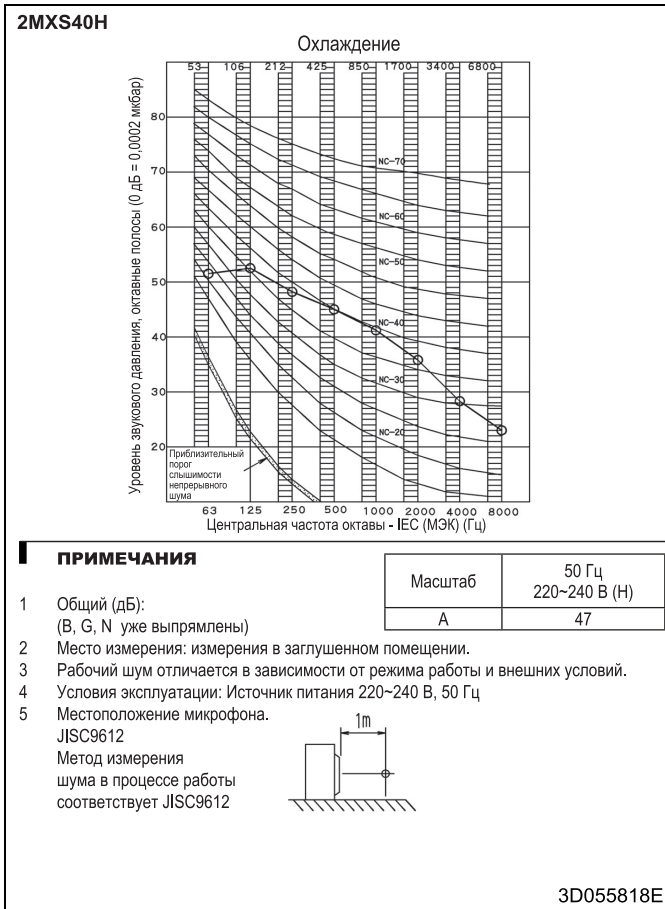 2MXS40H
Охлаждение
53 106 212 425 850 1700 3400 6800
Уровень звукового давления, октавные полосы (0 дБ = 0,0002 мкбар)
80
70
60
50
40
30
20
NC-70
NC-60
NC-50
NC-40
NC-30
NC-20
Приблизительный
порог
слышимости
непрерывного
шума
63 125 250 500 1000 2000 4000 8000
Центральная частота октавы - IEC (МЭК) (Гц)
ПРИМЕЧАНИЯ
Масштаб 50 Гц
220~240 В (H)
A 47
1 Общий (дБ):
(B, G, N уже выпрямлены)
2 Место измерения: измерения в заглушенном помещении.
3 Рабочий шум отличается в зависимости от режима работы и внешних условий.
4 Условия эксплуатации: Источник питания 220~240 В, 50 Гц
5 Местоположение микрофона.
JISC9612
Метод измерения
шума в процессе работы
соответствует JISC9612
1m
3D055818E